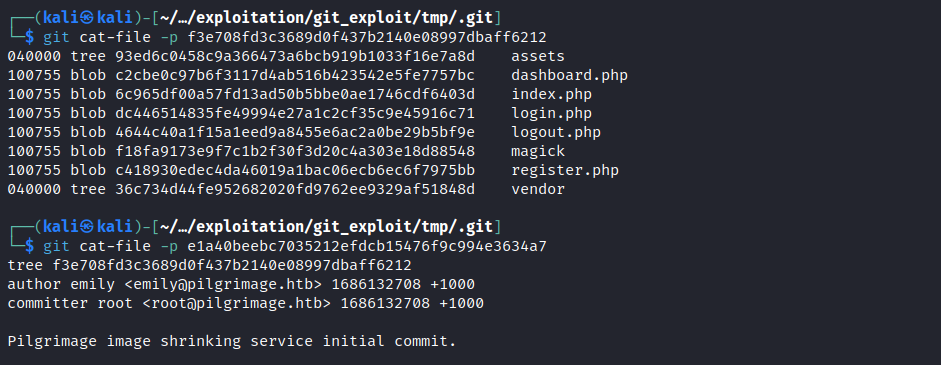 ┌──(kali㉿kali)-[~/…/exploitation/git_exploit/tmp/.git]
└─$ git cat-file -p f3e708fd3c3689d0f437b2140e08997dbaff6212
040000 tree 93ed6c0458c9a366473a6bcb919b1033f16e7a8d    assets
100755 blob c2cbe0c97b6f3117d4ab516b423542e5fe7757bc    dashboard.php
100755 blob 6c965df00a57fd13ad50b5bbe0ae1746cdf6403d    index.php
100755 blob dc446514835fe49994e27a1c2cf35c9e45916c71    login.php
100755 blob 4644c40a1f15a1eed9a8455e6ac2a0be29b5bf9e    logout.php
100755 blob f18fa9173e9f7c1b2f30f3d20c4a303e18d88548    magick
100755 blob c418930edec4da46019a1bac06ecb6ec6f7975bb    register.php
040000 tree 36c734d44fe952682020fd9762ee9329af51848d    vendor
┌──(kali㉿kali)-[~/…/exploitation/git_exploit/tmp/.git]
└─$ git cat-file -p e1a40beebc7035212efdcb15476f9c994e3634a7
tree f3e708fd3c3689d0f437b2140e08997dbaff6212
author emily <emily@pilgrimage.htb> 1686132708 +1000
committer root <root@pilgrimage.htb> 1686132708 +1000
Pilgrimage image shrinking service initial commit.